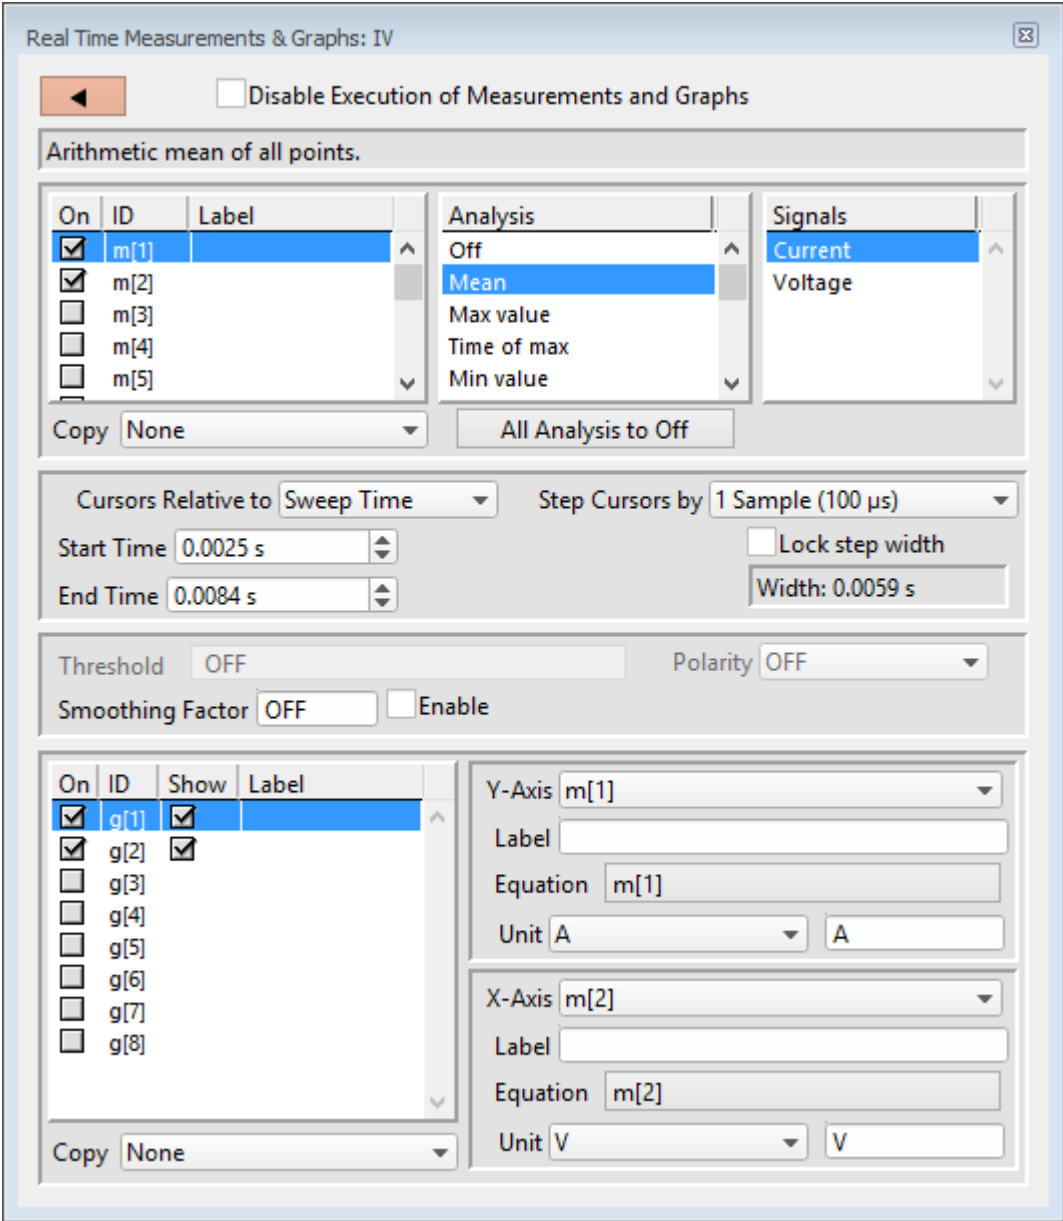 Real Time Measurements & Graphs: IV
Disable Execution of Measurements and Graphs
Arithmetic mean of all points.
On ID Label
m[1]
m[2]
m[3]
m[4]
m[5]
Analysis
Off
Mean
Max value
Time of max
Min value
Signals
Current
Voltage
Copy None
All Analysis to Off
Cursors Relative to Sweep Time
Step Cursors by 1 Sample (100 µs)
Start Time 0.0025 s
Lock step width
End Time 0.0084 s
Width: 0.0059 s
Threshold OFF
Polarity OFF
Smoothing Factor OFF
Enable
On ID Show Label
g[1]
g[2]
g[3]
g[4]
g[5]
g[6]
g[7]
g[8]
Copy None
Y-Axis m[1]
Label
Equation m[1]
Unit A A
X-Axis m[2]
Label
Equation m[2]
Unit V V